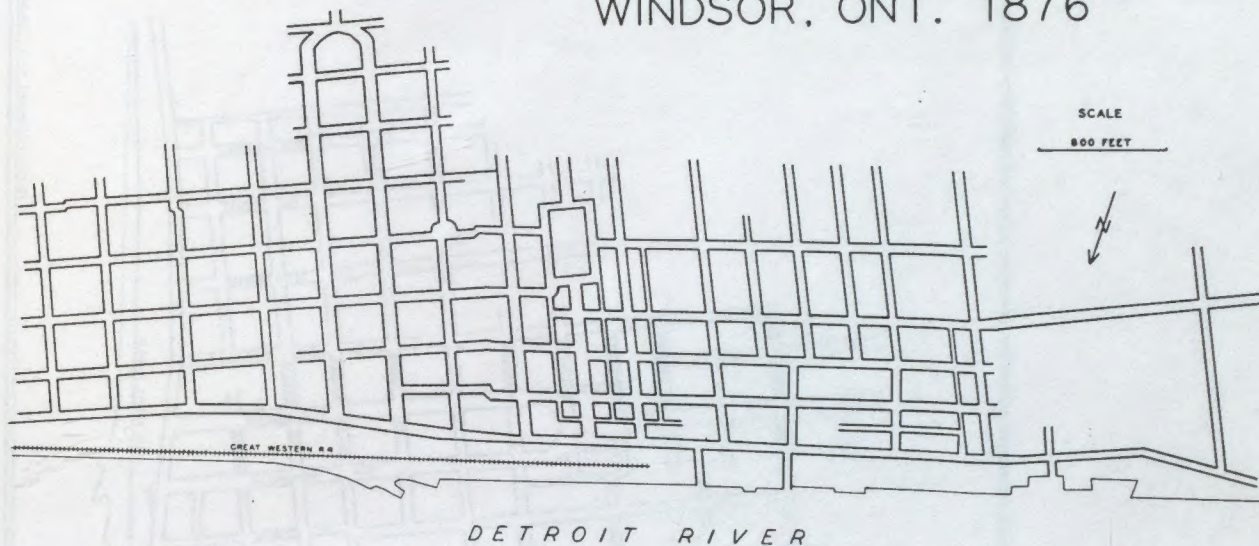 WINDSOR, ONT. 1876
SCALE
800 FEET
N
GREAT WESTERN RR
DETROIT RIVER